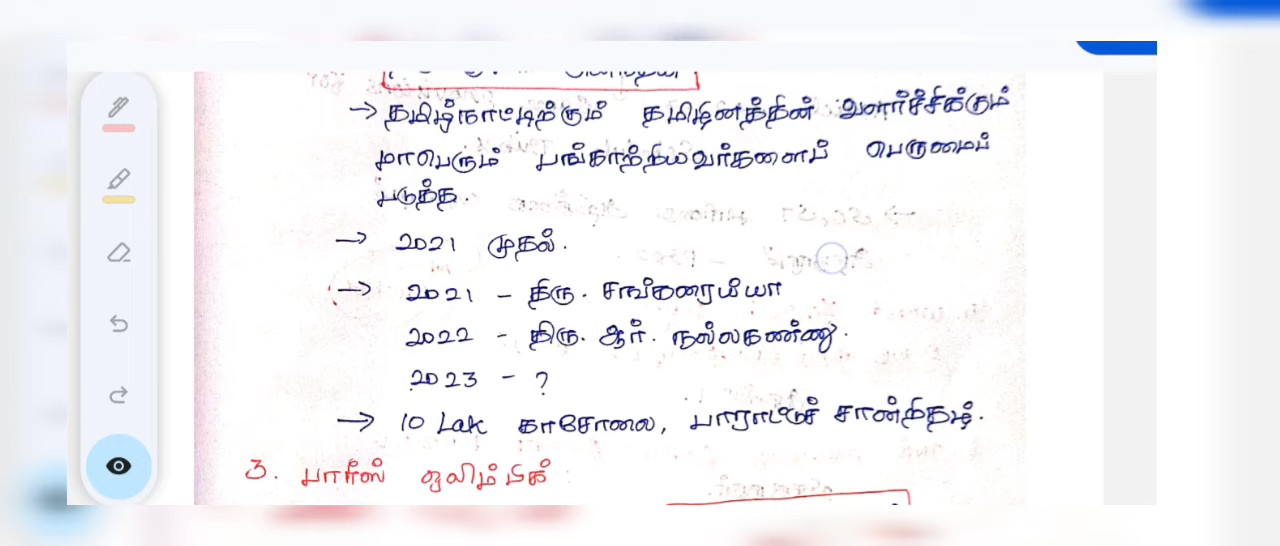 → தமிழ்நாட்டிற்கும் தமிழினத்தின் வளர்ச்சிக்கும்
மாபெரும் பங்காற்றியவர்களைப் பெருமைப்
படுத்த.
→ 2021 முதல்.
→ 2021 - திரு. சங்கரைய்யா
2022 - திரு. ஆர். நல்லகண்ணு.
2023 - ?
→ 10 Lak காசோலை, பாராட்டுச் சான்றிதழ்.
3. பாரீஸ் ஒலிம்பிக் :